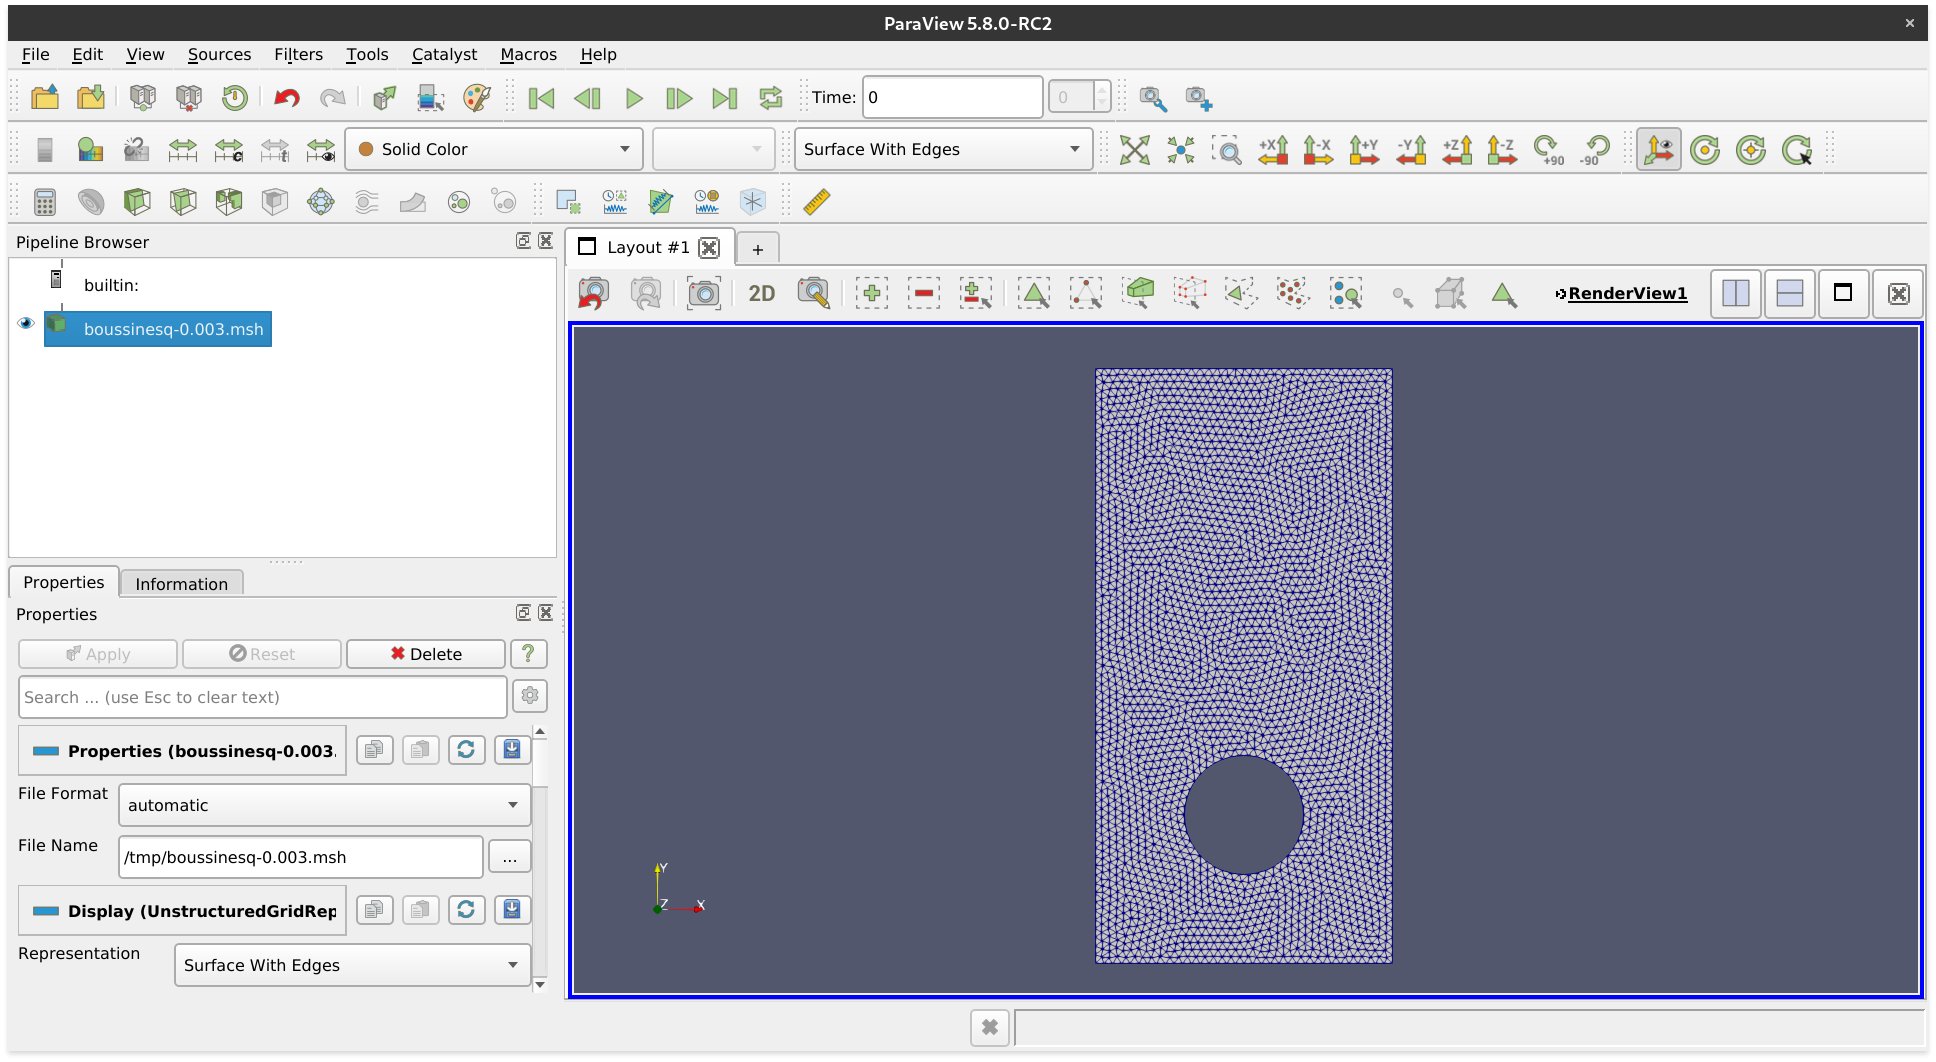 ParaView 5.8.0-RC2
File Edit View Sources Filters Tools Catalyst Macros Help
Time: 0 0
Solid Color Surface With Edges +X -X +Y -Y +Z -Z +90 -90
Pipeline Browser
Layout #1 +
builtin:
boussinesq-0.003.msh
2D RenderView1
Properties Information
Properties
Apply Reset Delete ?
Search ... (use Esc to clear text)
Properties (boussinesq-0.003.
File Format automatic
File Name /tmp/boussinesq-0.003.msh ...
Display (UnstructuredGridRep
Representation Surface With Edges
Y
Z X